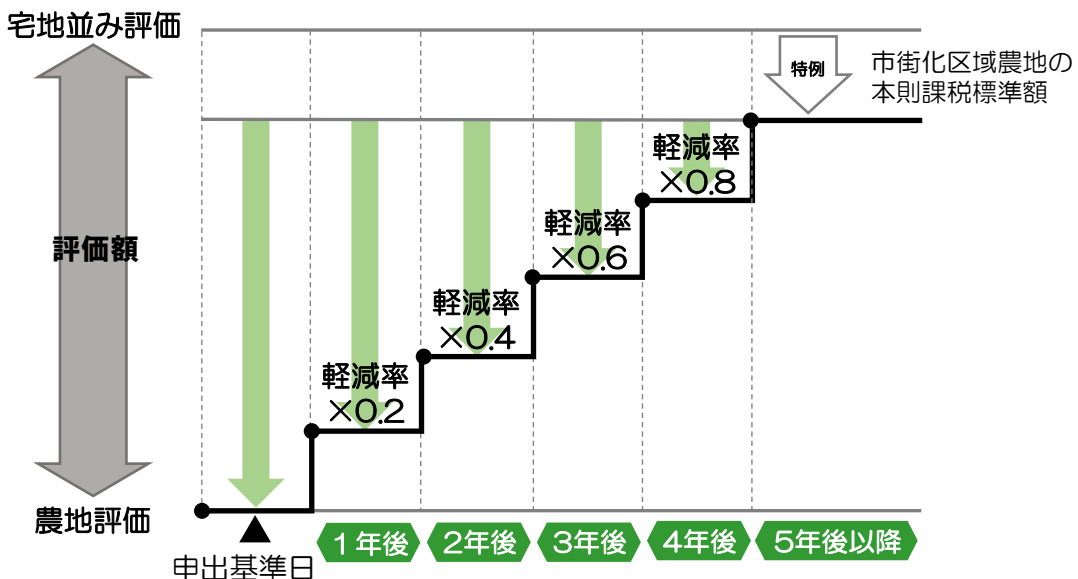 宅地並み評価
特例
市街化区域農地の
本則課税標準額
軽減率
×0.8
軽減率
×0.6
評価額
軽減率
×0.4
軽減率
×0.2
農地評価
申出基準日
1年後
2年後
3年後
4年後
5年後以降